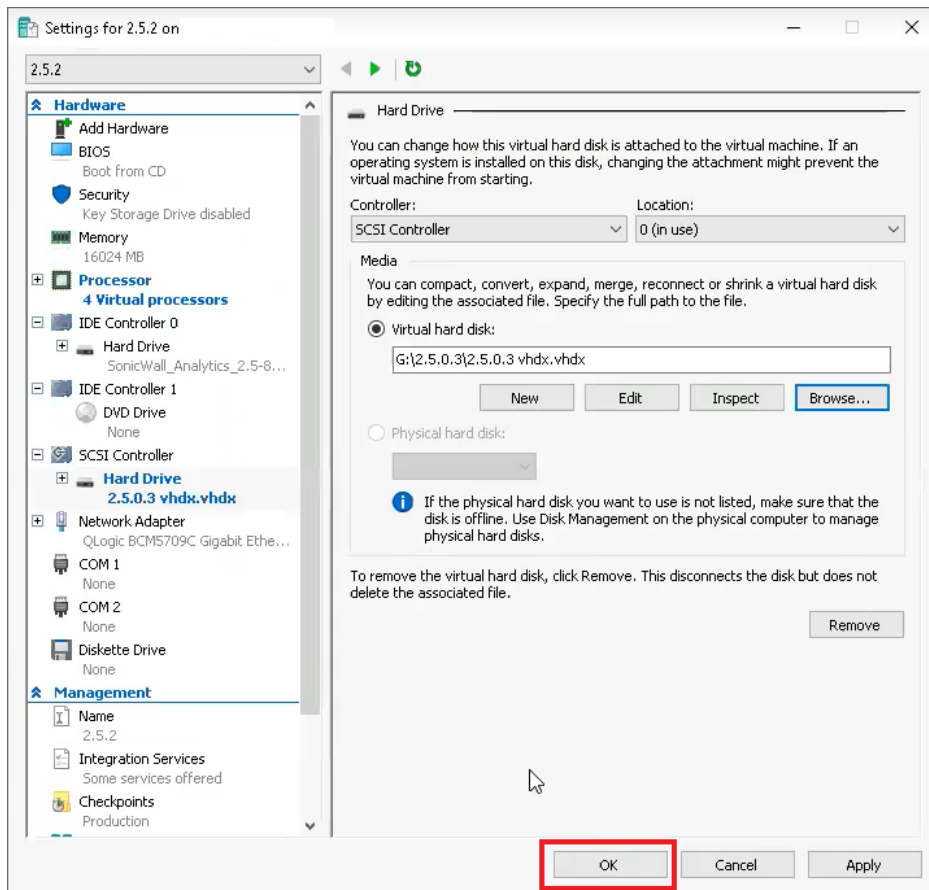 Settings for 2.5.2 on
2.5.2
Hardware
Add Hardware
BIOS
Boot from CD
Security
Key Storage Drive disabled
Memory
16024 MB
Processor
4 Virtual processors
IDE Controller 0
Hard Drive
SonicWall_Analytics_2.5-8...
IDE Controller 1
DVD Drive
None
SCSI Controller
Hard Drive
2.5.0.3 vhdx.vhdx
Network Adapter
QLogic BCM5709C Gigabit Ethe...
COM 1
None
COM 2
None
Diskette Drive
None
Management
Name
2.5.2
Integration Services
Some services offered
Checkpoints
Production
Hard Drive
You can change how this virtual hard disk is attached to the virtual machine. If an
operating system is installed on this disk, changing the attachment might prevent the
virtual machine from starting.
Controller:
Location:
SCSI Controller
0 (in use)
Media
You can compact, convert, expand, merge, reconnect or shrink a virtual hard disk
by editing the associated file. Specify the full path to the file.
Virtual hard disk:
G:\2.5.0.3\2.5.0.3 vhdx.vhdx
New
Edit
Inspect
Browse...
Physical hard disk:
If the physical hard disk you want to use is not listed, make sure that the
disk is offline. Use Disk Management on the physical computer to manage
physical hard disks.
To remove the virtual hard disk, click Remove. This disconnects the disk but does not
delete the associated file.
Remove
OK
Cancel
Apply